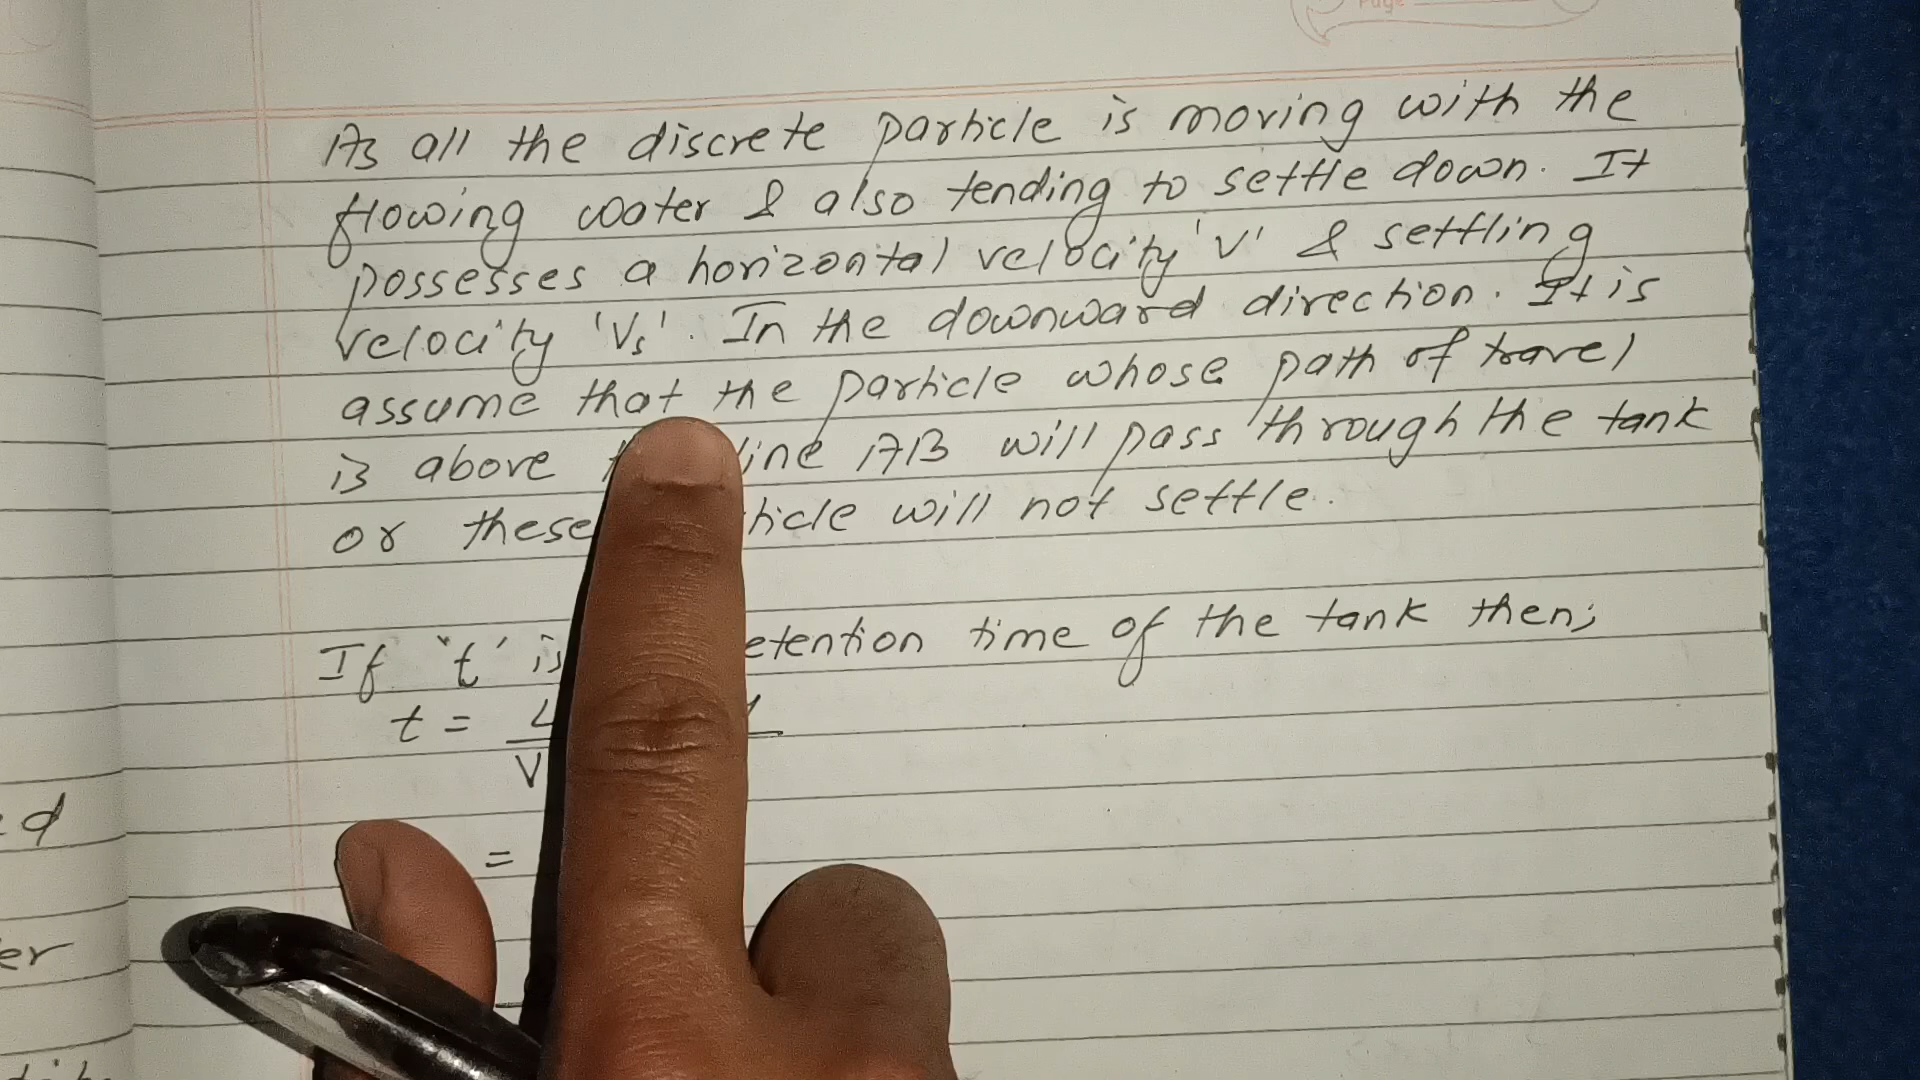 Page
As all the discrete particle is moving with the
flowing water & also tending to settle down. It
possesses a horizontal velocity 'V' & settling
velocity 'Vs'. In the downward direction. It is
assume that the particle whose path of travel
is above line AB will pass through the tank
or these will not settle.
If 't' is time of the tank then;
t = L
V
=